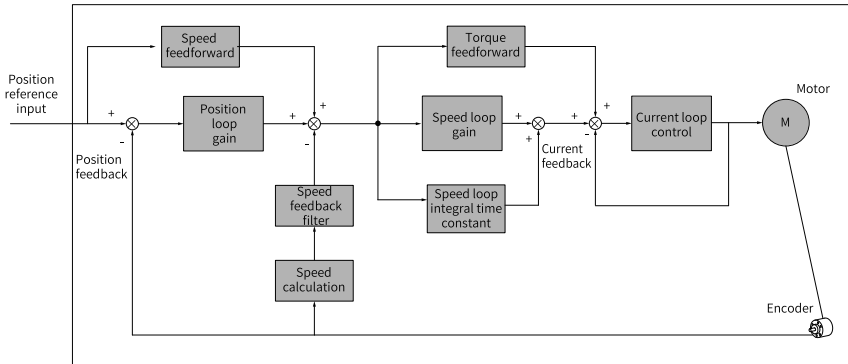 Speed
feedforward
Torque
feedforward
Position
reference
input
Motor
+
+
+
+
Position
loop
gain
+
+
-
Speed loop
gain
+
+
+
-
+
Current loop
control
M
-
Position
feedback
Current
feedback
Speed
feedback
filter
Speed loop
integral time
constant
Speed
calculation
Encoder